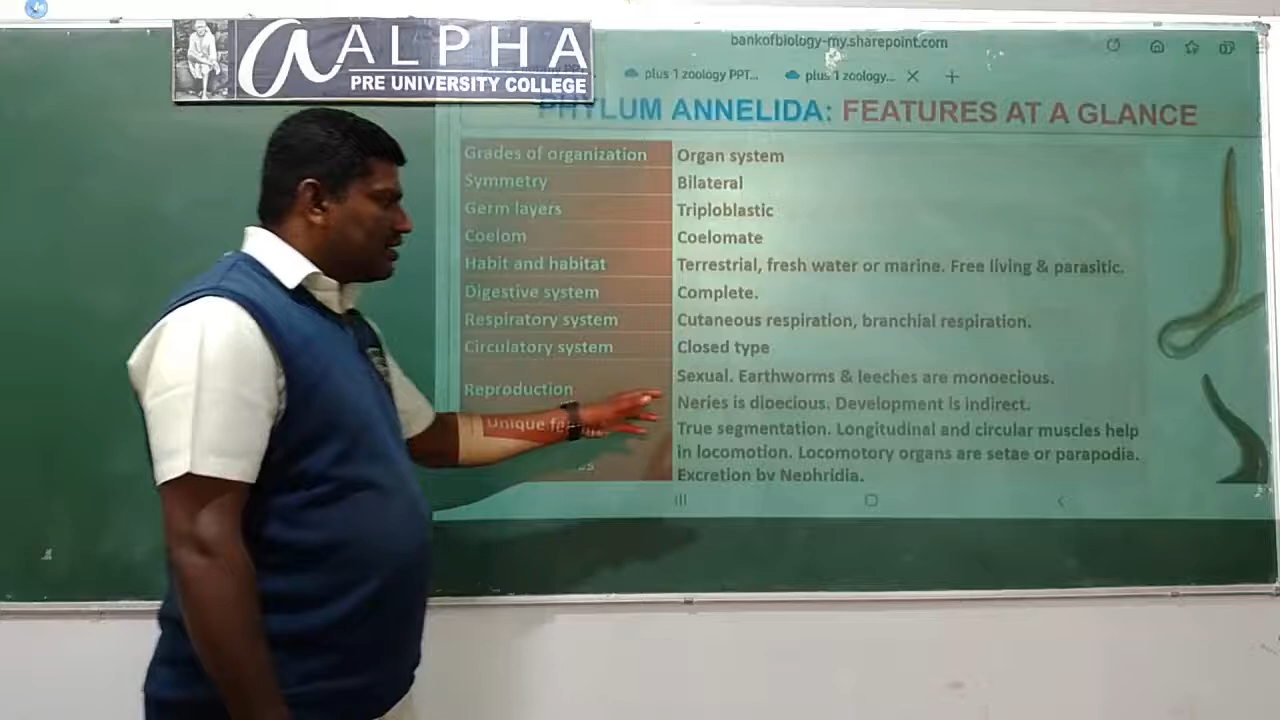 ALPHA
PRE UNIVERSITY COLLEGE
bankofbiology-my.sharepoint.com
plus 1 zoology PPT...
plus 1 zoology...
PHYLUM ANNELIDA: FEATURES AT A GLANCE
Grades of organization Organ system
Symmetry Bilateral
Germ layers Triploblastic
Coelom Coelomate
Habit and habitat Terrestrial, fresh water or marine. Free living & parasitic.
Digestive system Complete.
Respiratory system Cutaneous respiration, branchial respiration.
Circulatory system Closed type
Reproduction Sexual. Earthworms & leeches are monoecious.
Neries is dioecious. Development is indirect.
Unique True segmentation. Longitudinal and circular muscles help
in locomotion. Locomotory organs are setae or parapodia.
Excretion by Nephridia.